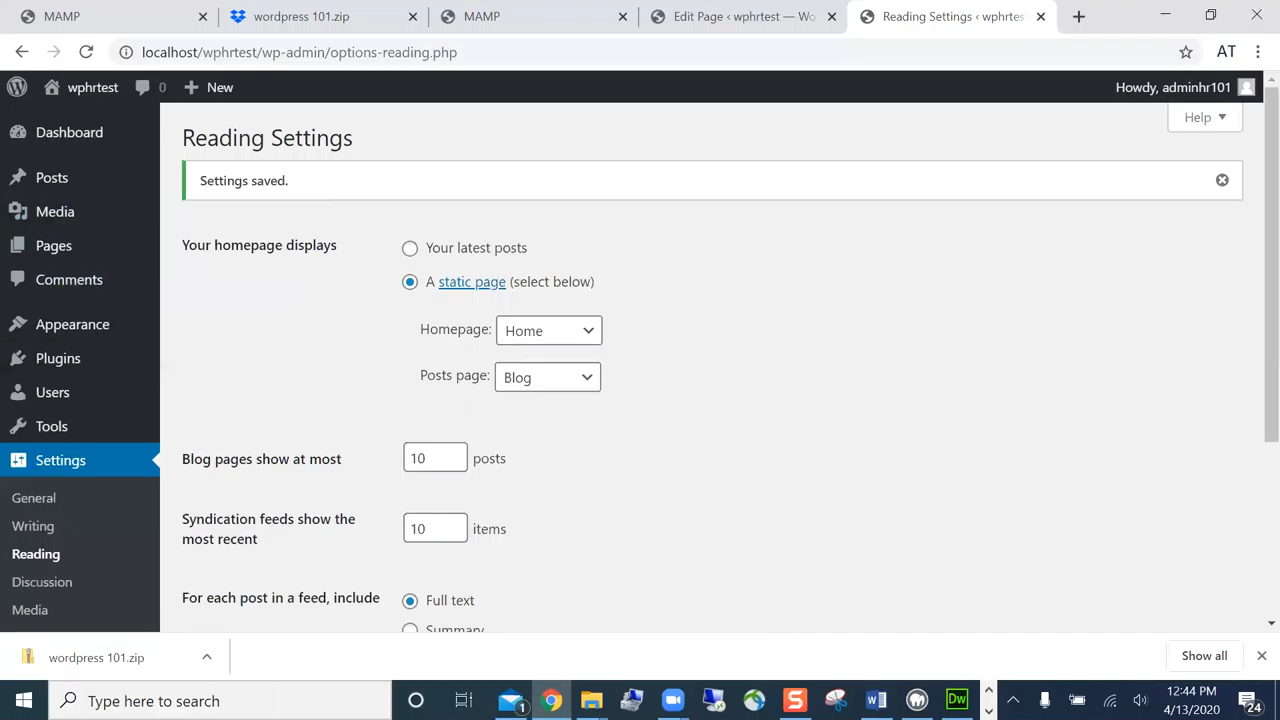 MAMP
wordpress 101.zip
MAMP
Edit Page ‹ wphrtest — Wo
Reading Settings ‹ wphrtes
localhost/wphrtest/wp-admin/options-reading.php
AT
wphrtest
0
New
Howdy, adminhr101
Help
Dashboard
Posts
Media
Pages
Comments
Appearance
Plugins
Users
Tools
Settings
General
Writing
Reading
Discussion
Media
Reading Settings
Settings saved.
Your homepage displays
Your latest posts
A static page (select below)
Homepage: Home
Posts page: Blog
Blog pages show at most
10 posts
Syndication feeds show the
most recent
10 items
For each post in a feed, include
Full text
Summary
wordpress 101.zip
Show all
Type here to search
1
W
Dw
12:44 PM
4/13/2020
24